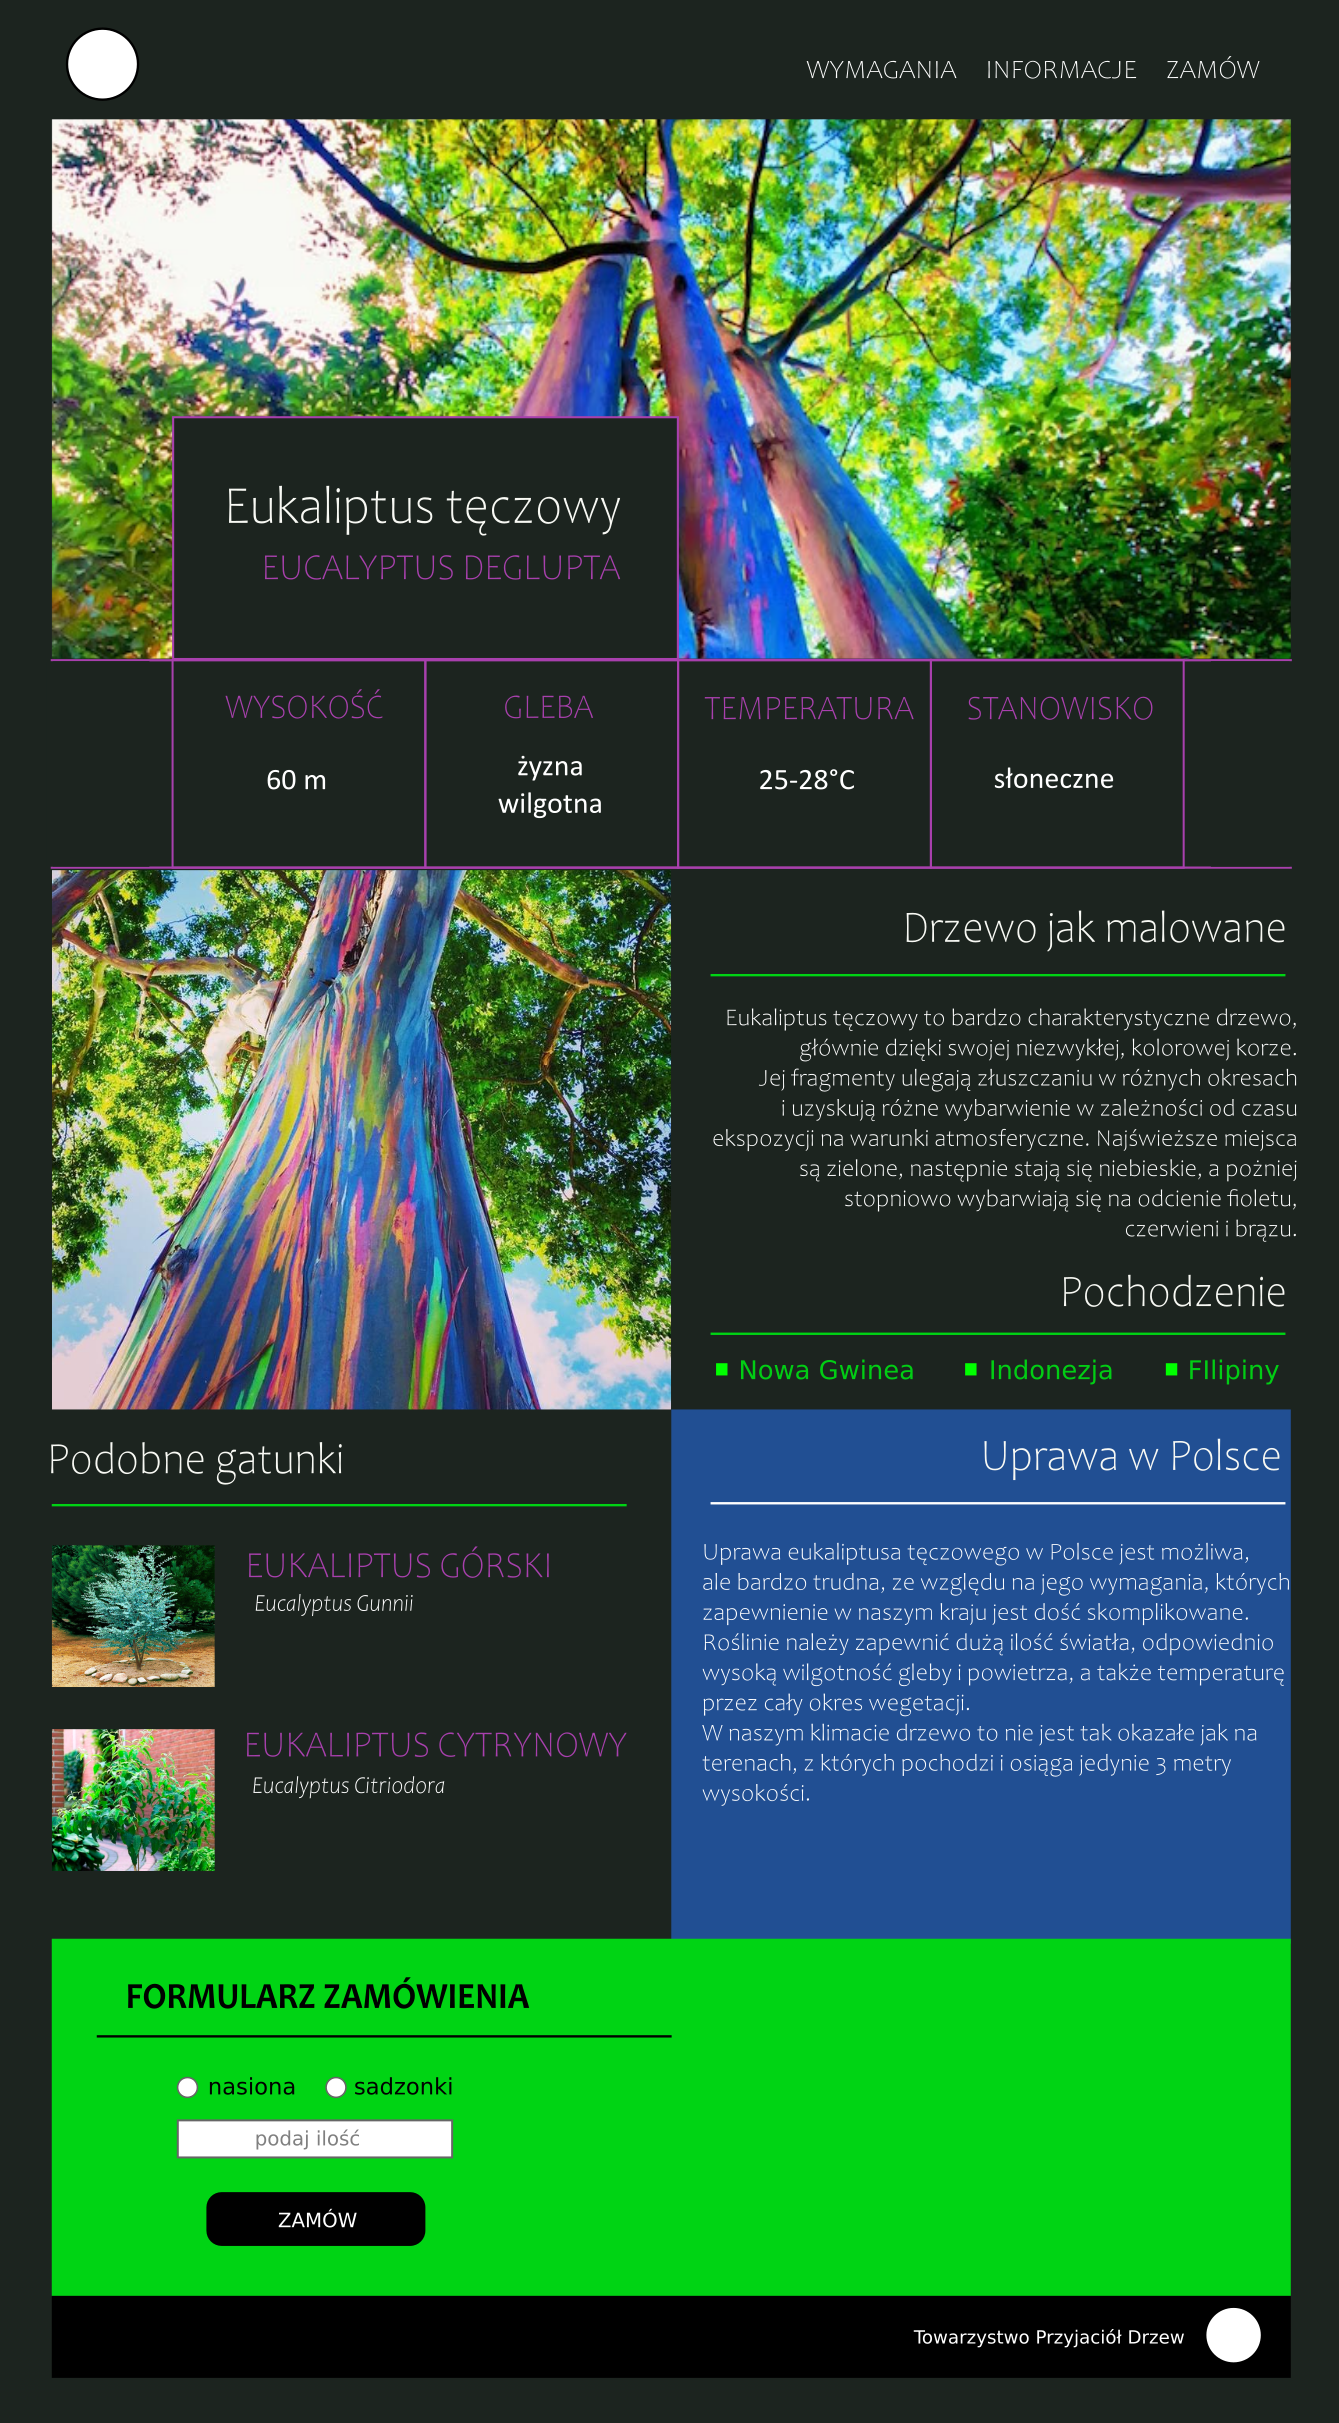 WYMAGANIA INFORMACJE ZAMÓW
Eukaliptus tęczowy
EUCALYPTUS DEGLUPTA
WYSOKOŚĆ
60 m
GLEBA
żyzna
wilgotna
TEMPERATURA
25-28°C
STANOWISKO
słoneczne
Drzewo jak malowane
Eukaliptus tęczowy to bardzo charakterystyczne drzewo,
głównie dzięki swojej niezwykłej, kolorowej korze.
Jej fragmenty ulegają złuszczaniu w różnych okresach
i uzyskują różne wybarwienie w zależności od czasu
ekspozycji na warunki atmosferyczne. Najświeższe miejsca
są zielone, następnie stają się niebieskie, a pożniej
stopniowo wybarwiają się na odcienie fioletu,
czerwieni i brązu.
Pochodzenie
Nowa Gwinea
Indonezja
FIlipiny
Podobne gatunki
EUKALIPTUS GÓRSKI
Eucalyptus Gunnii
EUKALIPTUS CYTRYNOWY
Eucalyptus Citriodora
Uprawa w Polsce
Uprawa eukaliptusa tęczowego w Polsce jest możliwa,
ale bardzo trudna, ze względu na jego wymagania, których
zapewnienie w naszym kraju jest dość skomplikowane.
Roślinie należy zapewnić dużą ilość światła, odpowiednio
wysoką wilgotność gleby i powietrza, a także temperaturę
przez cały okres wegetacji.
W naszym klimacie drzewo to nie jest tak okazałe jak na
terenach, z których pochodzi i osiąga jedynie 3 metry
wysokości.
FORMULARZ ZAMÓWIENIA
nasiona sadzonki
podaj ilość
ZAMÓW
Towarzystwo Przyjaciół Drzew